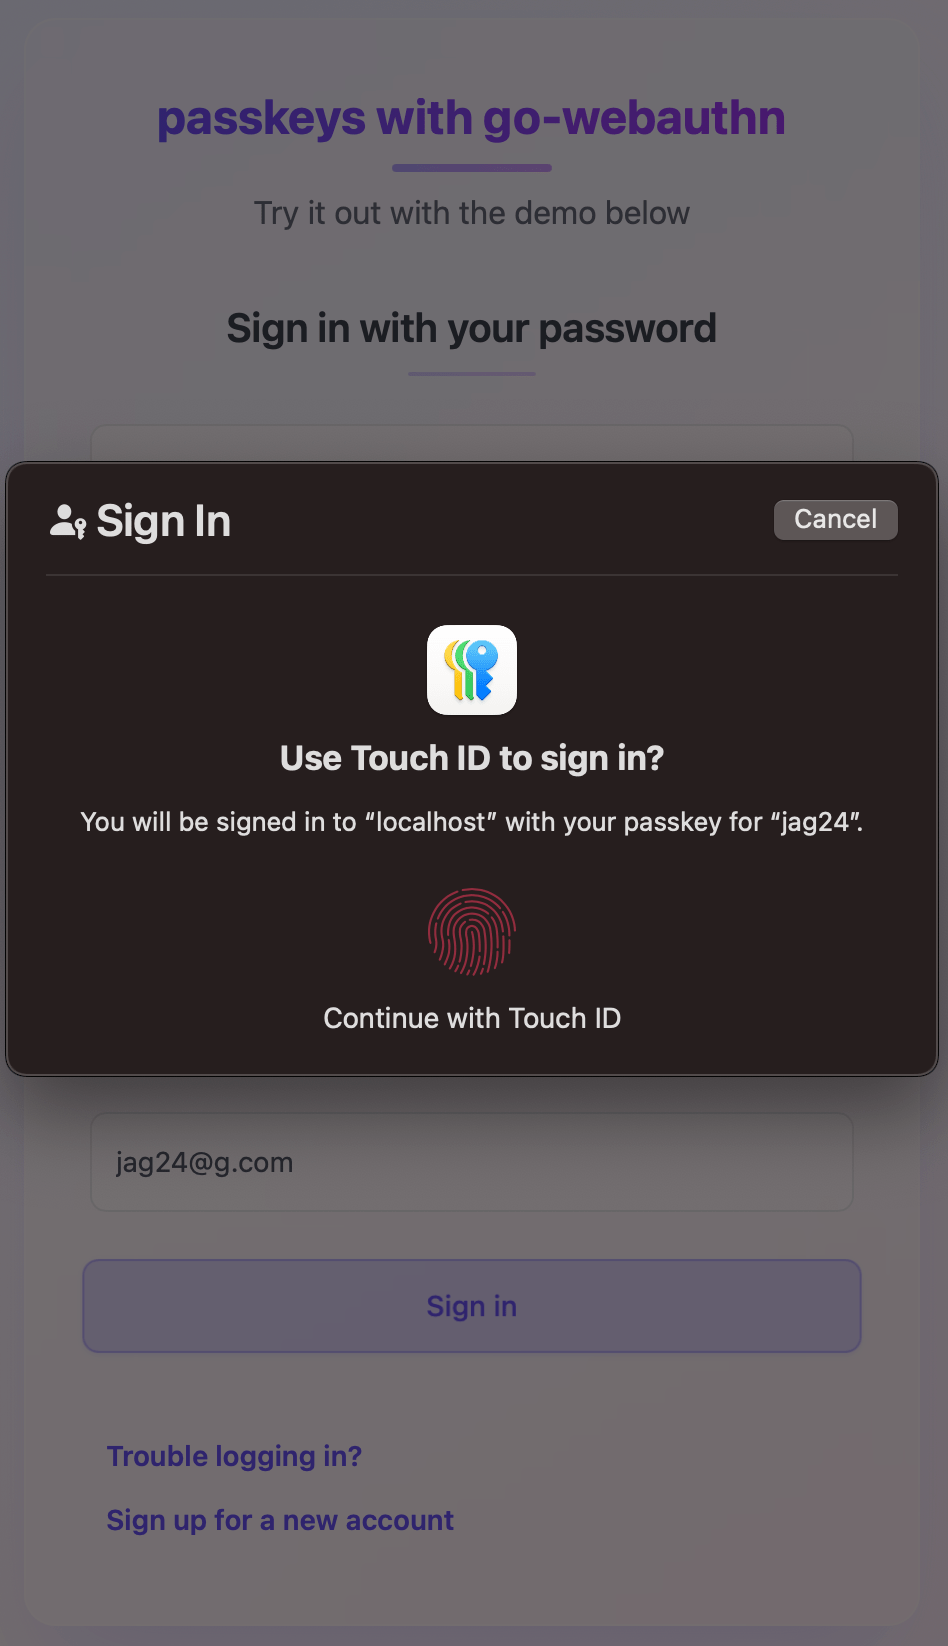 passkeys with go-webauthn
Try it out with the demo below
Sign in with your password
Sign In
Cancel
Use Touch ID to sign in?
You will be signed in to “localhost” with your passkey for “jag24”.
Continue with Touch ID
jag24@g.com
Sign in
Trouble logging in?
Sign up for a new account